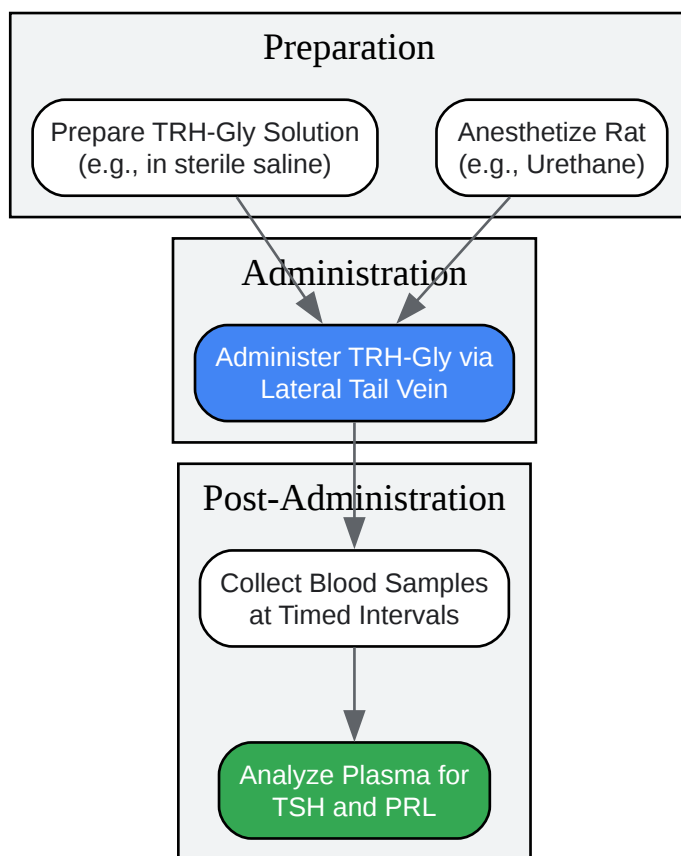 Preparation
Prepare TRH-Gly Solution
(e.g., in sterile saline)
Anesthetize Rat
(e.g., Urethane)
Administration
Administer TRH-Gly via
Lateral Tail Vein
Post-Administration
Collect Blood Samples
at Timed Intervals
Analyze Plasma for
TSH and PRL